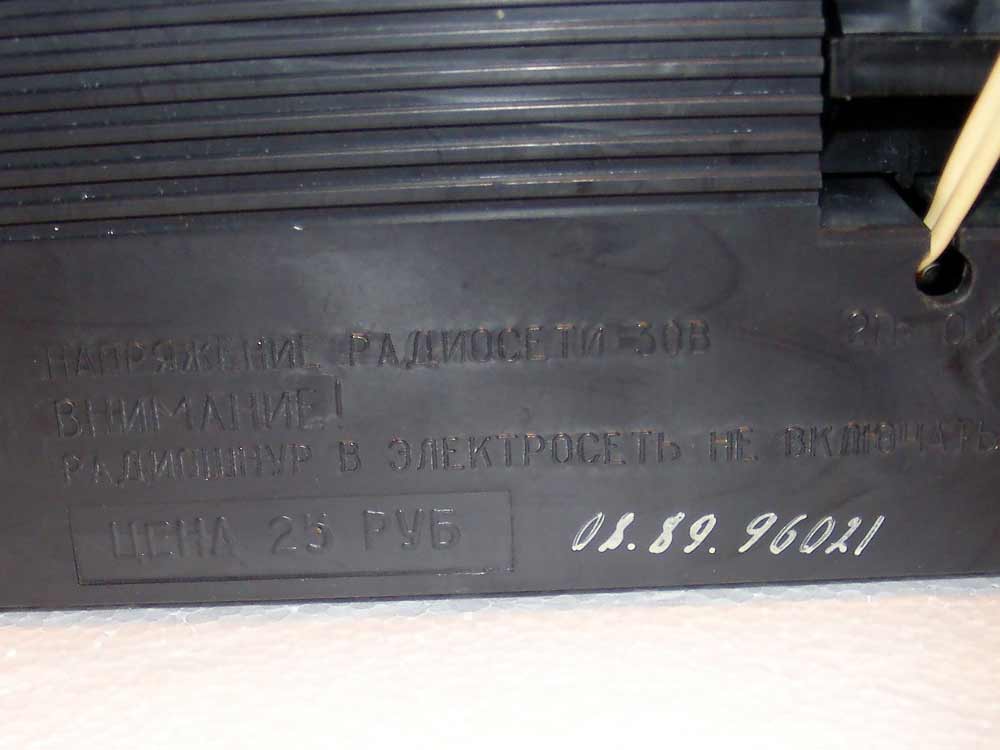 НАПРЯЖЕНИЕ РАДИОСЕТИ 30В
ВНИМАНИЕ!
РАДИОШНУР В ЭЛЕКТРОСЕТЬ НЕ ВКЛЮЧАТЬ
ЦЕНА 25 РУБ
08.89.96021